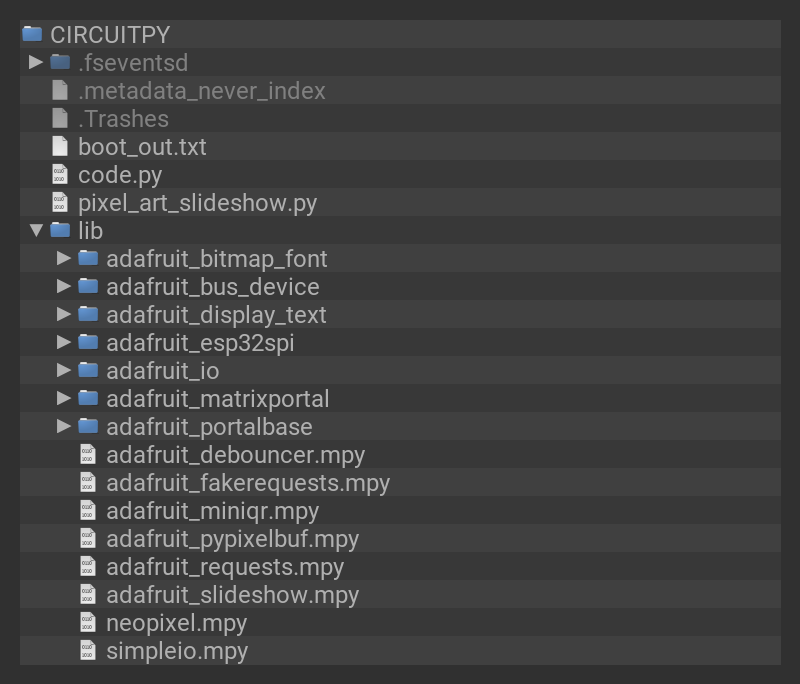 CIRCUITPY
.fseventsd
.metadata_never_index
.Trashes
boot_out.txt
code.py
pixel_art_slideshow.py
lib
adafruit_bitmap_font
adafruit_bus_device
adafruit_display_text
adafruit_esp32spi
adafruit_io
adafruit_matrixportal
adafruit_portalbase
adafruit_debouncer.mpy
adafruit_fakerequests.mpy
adafruit_miniqr.mpy
adafruit_pypixelbuf.mpy
adafruit_requests.mpy
adafruit_slideshow.mpy
neopixel.mpy
simpleio.mpy